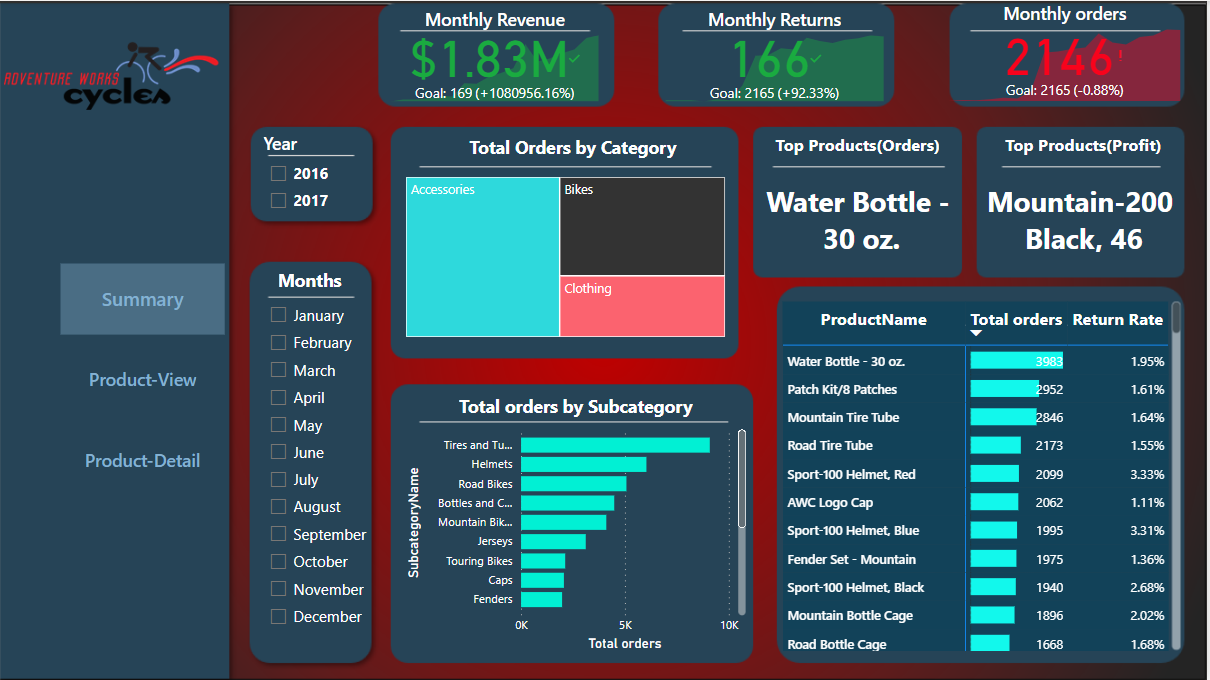 ADVENTURE WORKS
cycles
Summary
Product-View
Product-Detail
Monthly Revenue
$1.83M
Goal: 169 (+1080956.16%)
Monthly Returns
166
Goal: 2165 (+92.33%)
Monthly orders
2146!
Goal: 2165 (-0.88%)
Year
2016
2017
Months
January
February
March
April
May
June
July
August
September
October
November
December
Total Orders by Category
Accessories
Bikes
Clothing
Top Products(Orders)
Water Bottle -
30 oz.
Top Products(Profit)
Mountain-200
Black, 46
Total orders by Subcategory
SubcategoryName
Tires and Tu...
Helmets
Road Bikes
Bottles and C...
Mountain Bik...
Jerseys
Touring Bikes
Caps
Fenders
0K 5K 10K
Total orders
ProductName Total orders Return Rate
Water Bottle - 30 oz. 3983 1.95%
Patch Kit/8 Patches 2952 1.61%
Mountain Tire Tube 2846 1.64%
Road Tire Tube 2173 1.55%
Sport-100 Helmet, Red 2099 3.33%
AWC Logo Cap 2062 1.11%
Sport-100 Helmet, Blue 1995 3.31%
Fender Set - Mountain 1975 1.36%
Sport-100 Helmet, Black 1940 2.68%
Mountain Bottle Cage 1896 2.02%
Road Bottle Cage 1668 1.68%